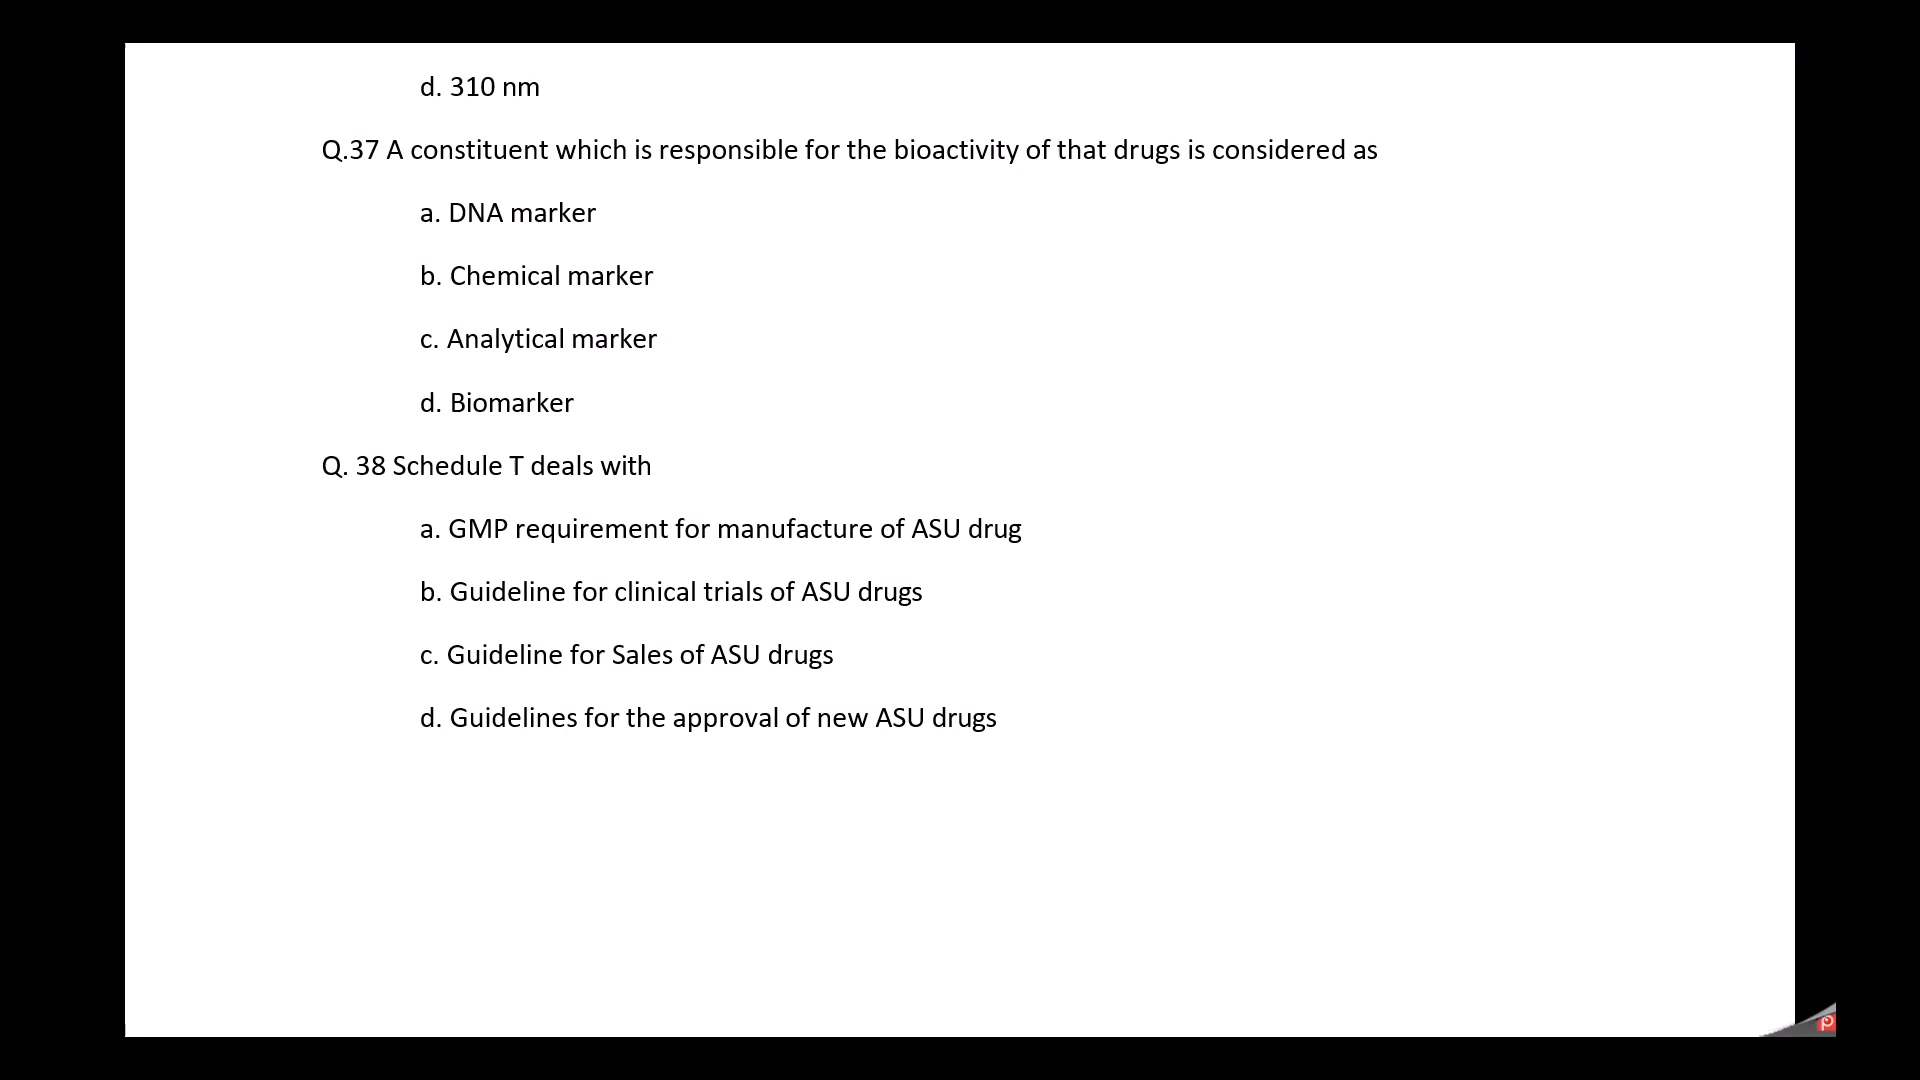 d. 310 nm
Q.37 A constituent which is responsible for the bioactivity of that drugs is considered as
a. DNA marker
b. Chemical marker
c. Analytical marker
d. Biomarker
Q. 38 Schedule T deals with
a. GMP requirement for manufacture of ASU drug
b. Guideline for clinical trials of ASU drugs
c. Guideline for Sales of ASU drugs
d. Guidelines for the approval of new ASU drugs